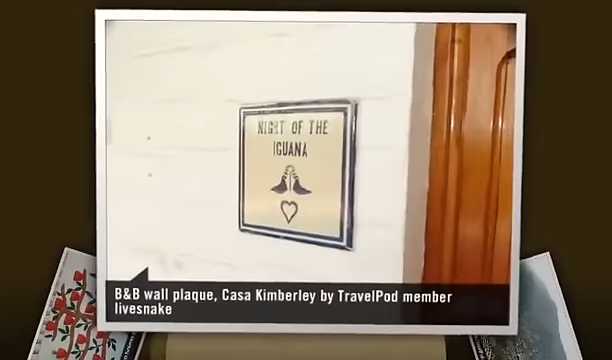 NIGHT OF THE
IGUANA
B&B wall plaque, Casa Kimberley by TravelPod member
livesnake